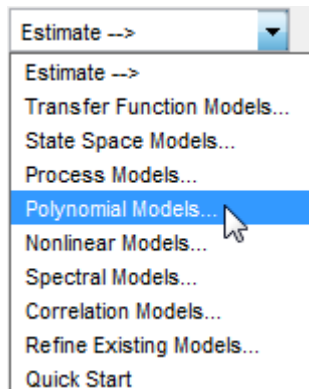 Estimate -->
Estimate -->
Transfer Function Models...
State Space Models...
Process Models...
Polynomial Models...
Nonlinear Models...
Spectral Models...
Correlation Models...
Refine Existing Models...
Quick Start